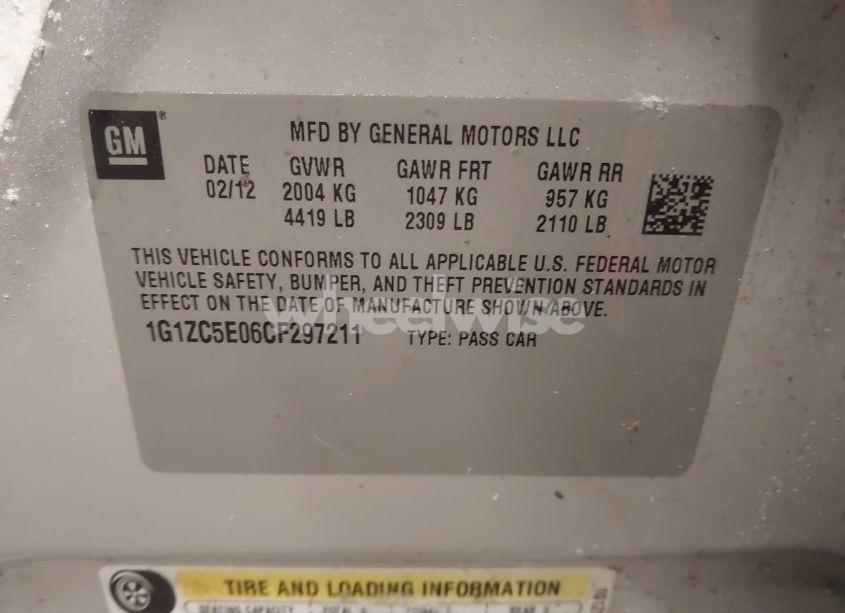 GM
MFD BY GENERAL MOTORS LLC
DATE GVWR GAWR FRT GAWR RR
02/12 2004 KG 1047 KG 957 KG
4419 LB 2309 LB 2110 LB
THIS VEHICLE CONFORMS TO ALL APPLICABLE U.S. FEDERAL MOTOR
VEHICLE SAFETY, BUMPER, AND THEFT PREVENTION STANDARDS IN
EFFECT ON THE DATE OF MANUFACTURE SHOWN ABOVE.
wheelwise
1G1ZC5E06CF297211 TYPE: PASS CAR
TIRE AND LOADING INFORMATION
SEATING CAPACITY